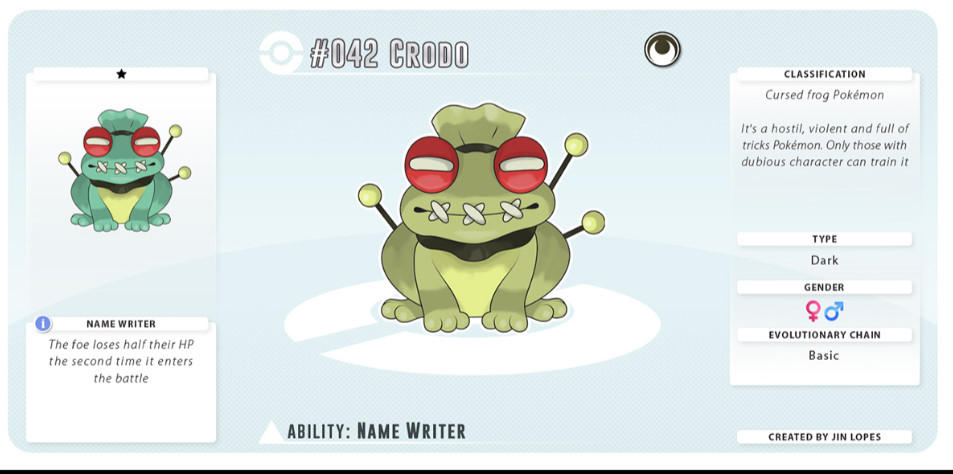 #042 CRODO
★
NAME WRITER
The foe loses half their HP
the second time it enters
the battle
ABILITY: NAME WRITER
CLASSIFICATION
Cursed frog Pokémon
It's a hostil, violent and full of
tricks Pokémon. Only those with
dubious character can train it
TYPE
Dark
GENDER
♀♂
EVOLUTIONARY CHAIN
Basic
CREATED BY JIN LOPES